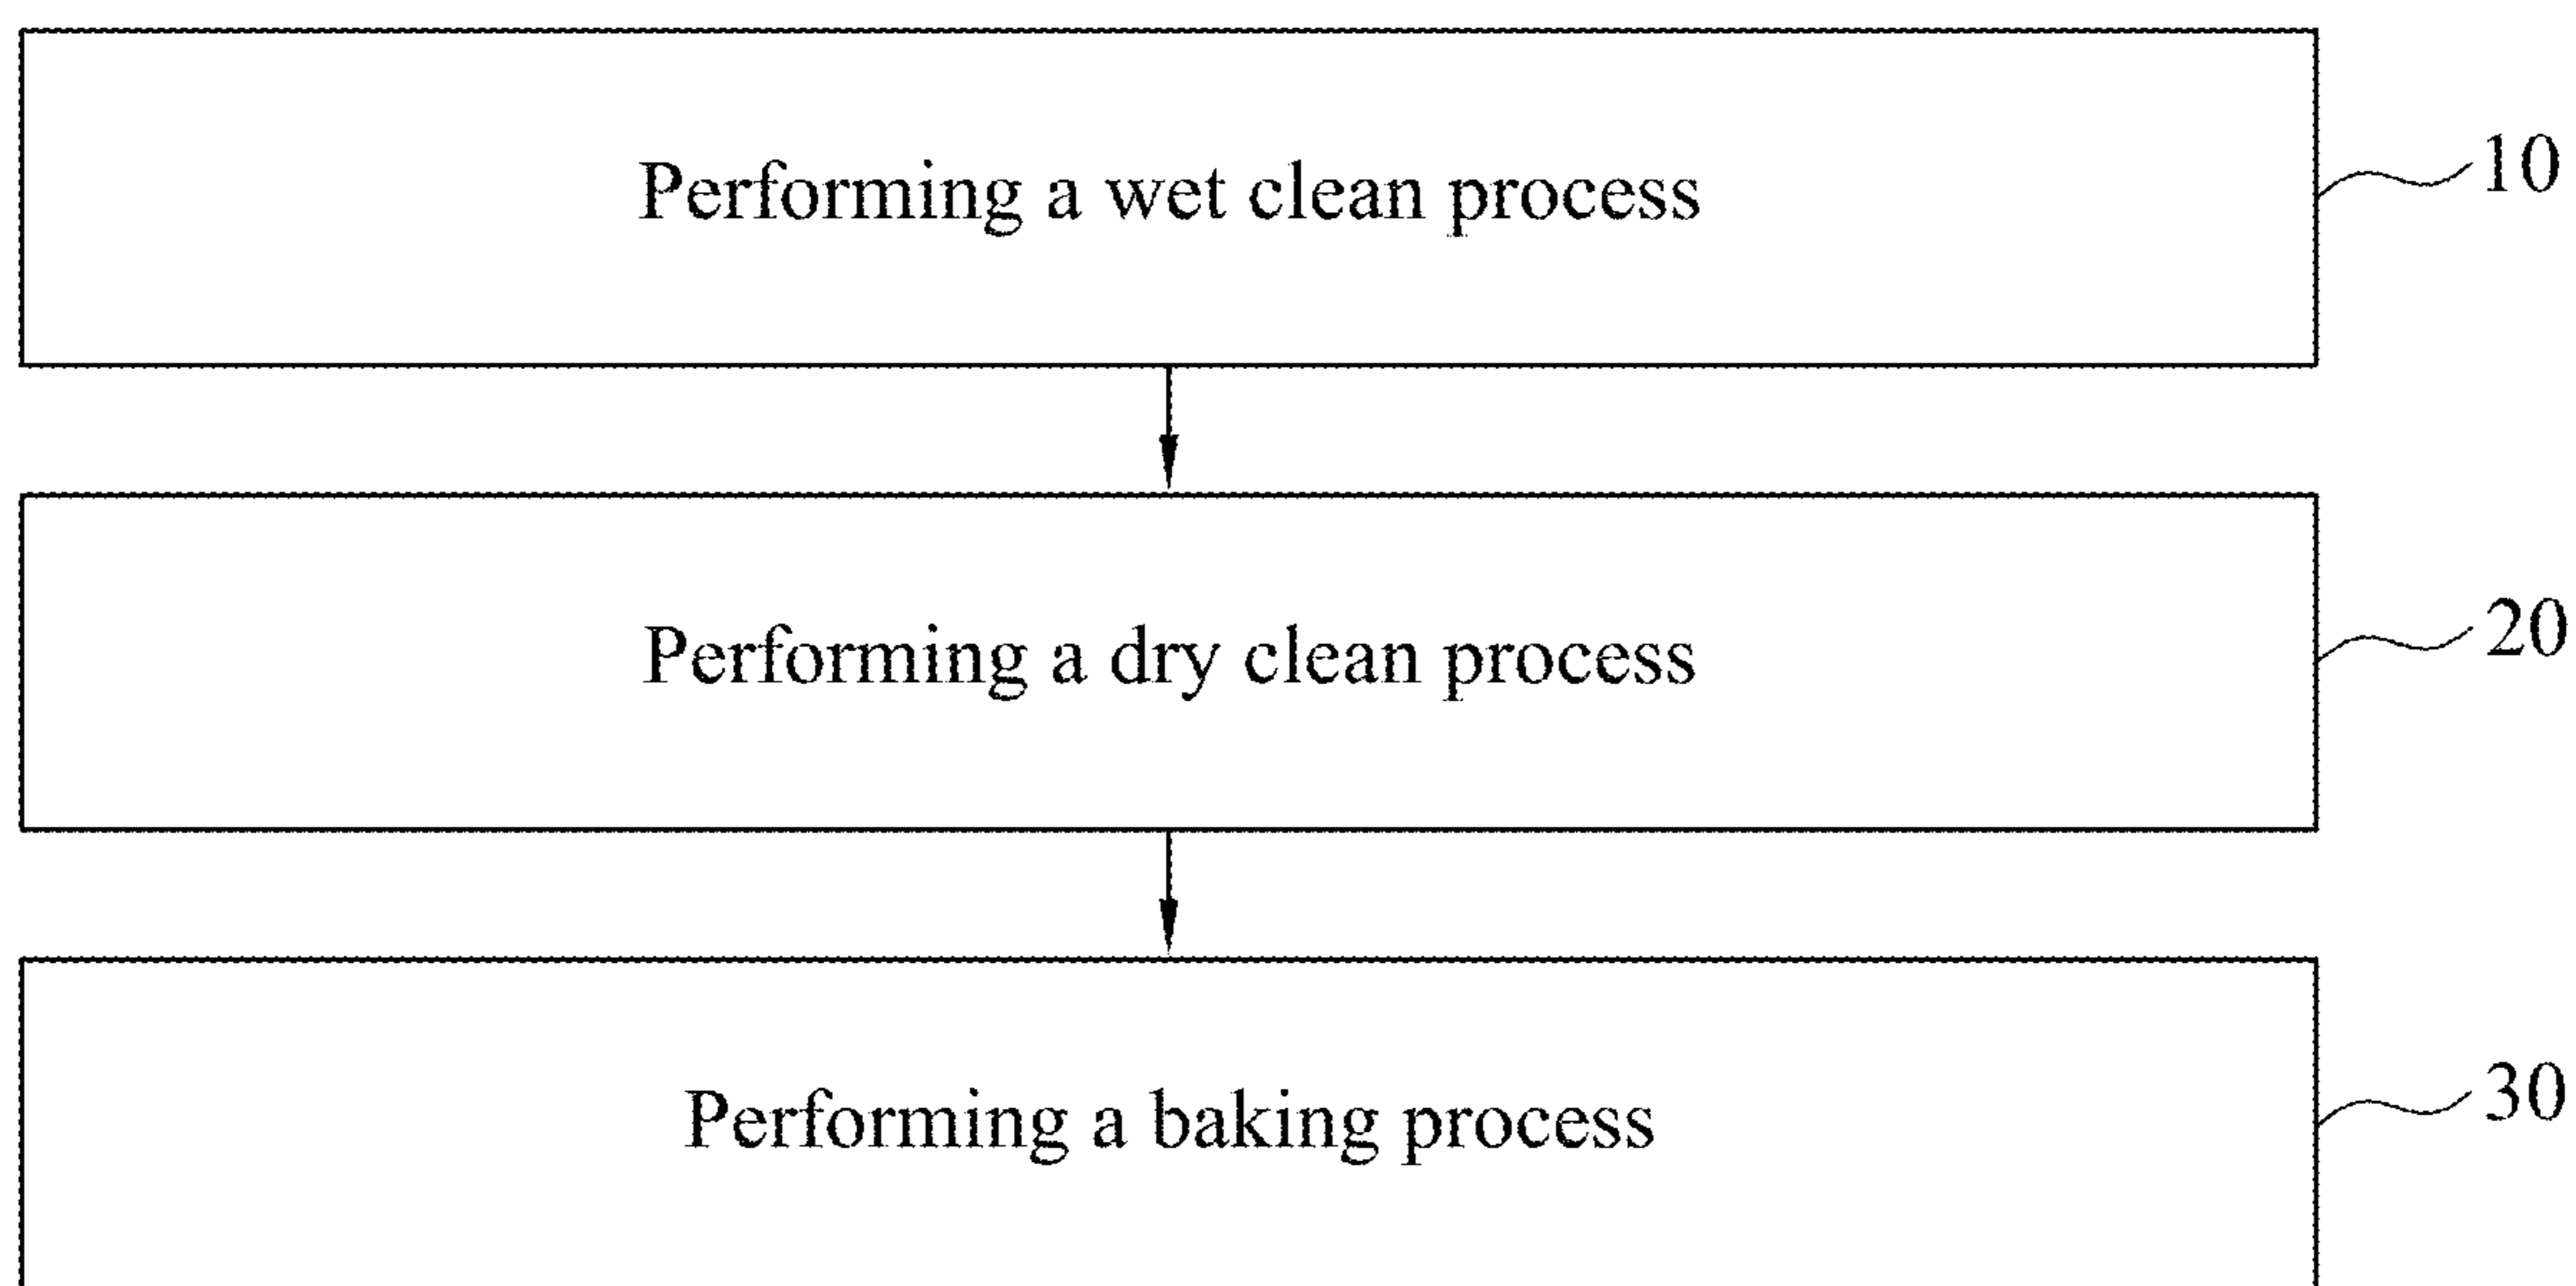 Performing a wet clean process
10
Performing a dry clean process
20
Performing a baking process
30